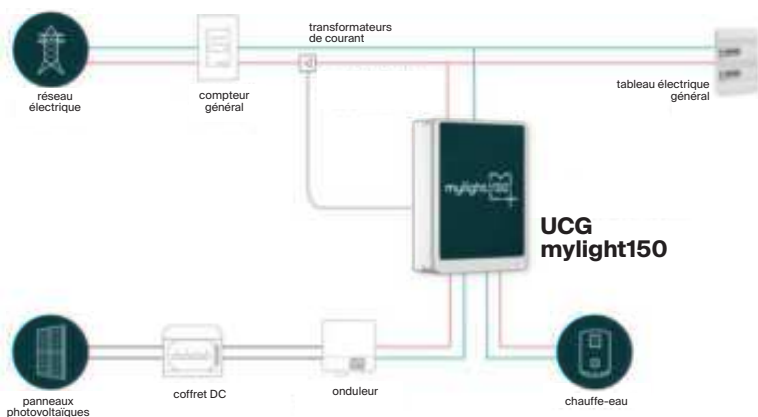 transformateurs
de courant
réseau
électrique
compteur
général
tableau électrique
général
mylight150
UCG
mylight150
panneaux
photovoltaïques
coffret DC
onduleur
chauffe-eau